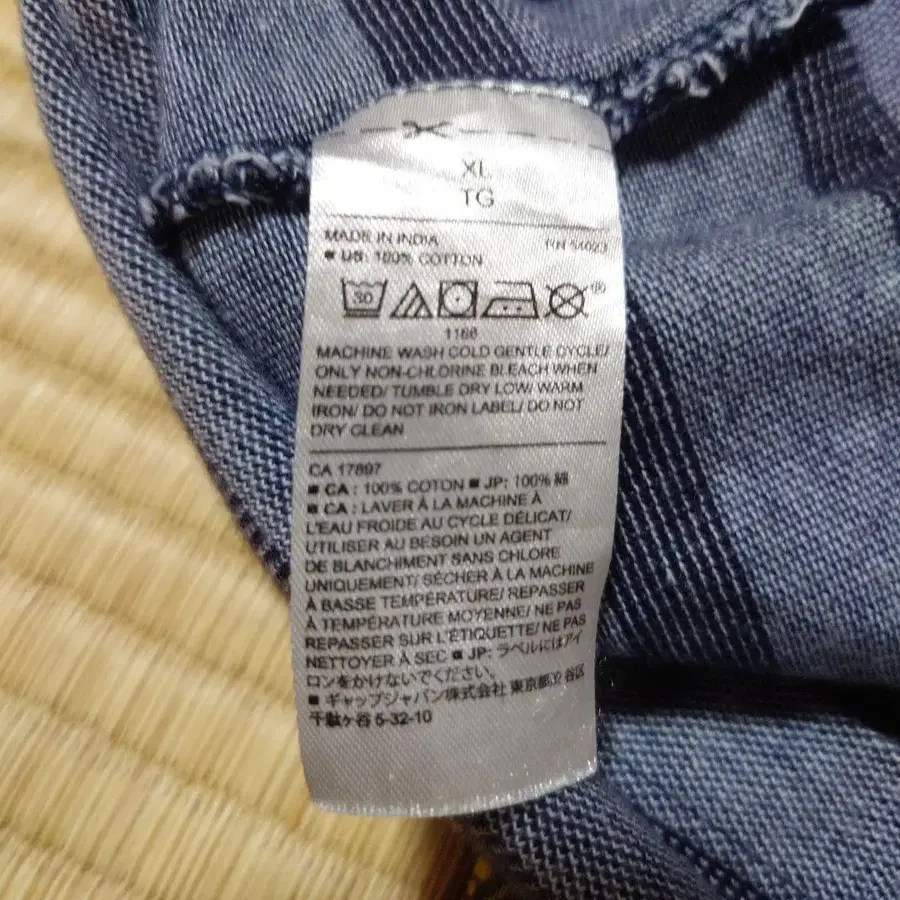 XL
TG
MADE IN INDIA RN 54023
■ US: 100% COTTON
30
1166
MACHINE WASH COLD GENTLE CYCLE/
ONLY NON-CHLORINE BLEACH WHEN
NEEDED/ TUMBLE DRY LOW/ WARM
IRON/ DO NOT IRON LABEL/ DO NOT
DRY CLEAN
CA 17897
■ CA : 100% COTON ■ JP: 100% 綿
■ CA : LAVER À LA MACHINE À
L'EAU FROIDE AU CYCLE DÉLICAT/
UTILISER AU BESOIN UN AGENT
DE BLANCHIMENT SANS CHLORE
UNIQUEMENT/ SÉCHER À LA MACHINE
À BASSE TEMPÉRATURE/ REPASSER
À TEMPÉRATURE MOYENNE/ NE PAS
REPASSER SUR L'ÉTIQUETTE/ NE PAS
NETTOYER À SEC ■ JP: ラベルにはアイ
ロンをかけないでください。
■ ギャップジャパン株式会社 東京都渋谷区
千駄ヶ谷 5-32-10